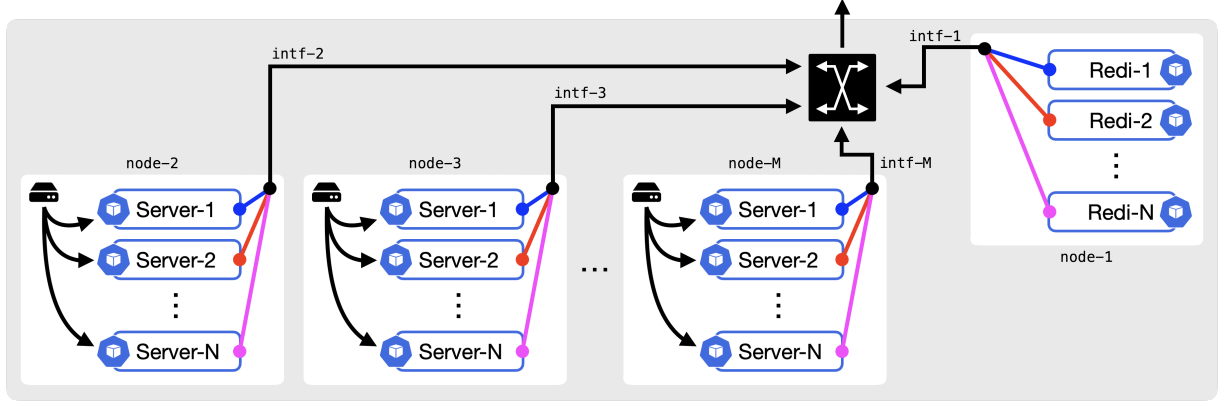 intf-1
intf-2
Redi-1
intf-3
Redi-2
⋮
node-2
node-3
node-M
intf-M
Server-1
Server-1
Server-1
Redi-N
Server-2
Server-2
Server-2
node-1
...
⋮
⋮
⋮
Server-N
Server-N
Server-N